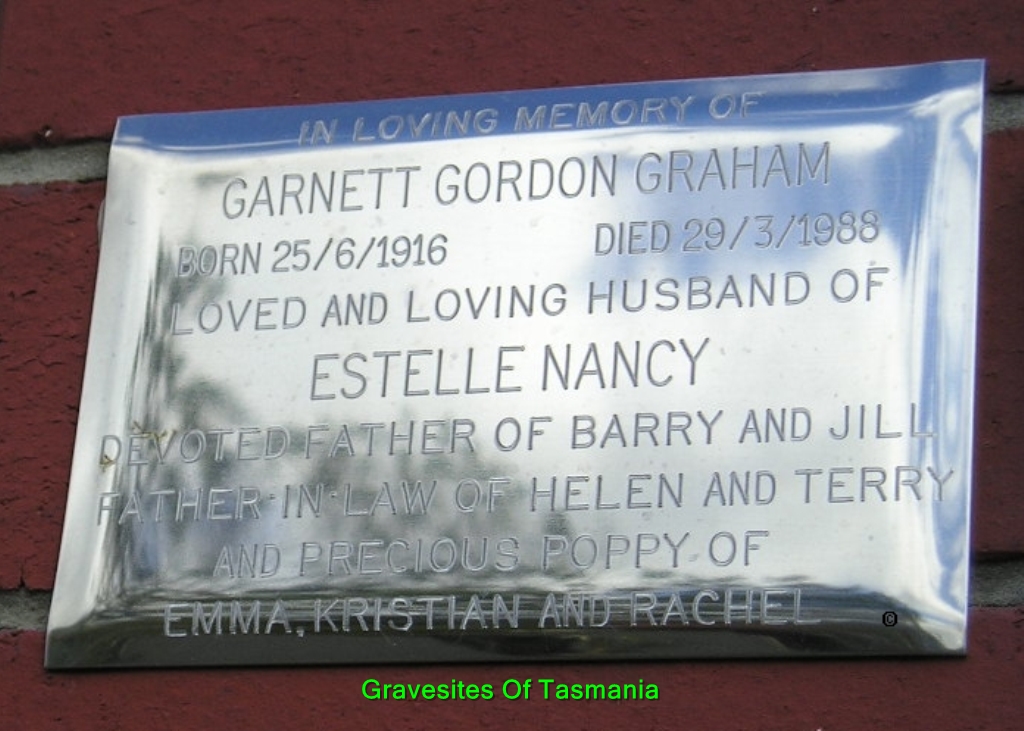 IN LOVING MEMORY OF
GARNETT GORDON GRAHAM
BORN 25/6/1916 DIED 29/3/1988
LOVED AND LOVING HUSBAND OF
ESTELLE NANCY
DEVOTED FATHER OF BARRY AND JILL
FATHER-IN-LAW OF HELEN AND TERRY
AND PRECIOUS POPPY OF
EMMA, KRISTIAN AND RACHEL
©
Gravesites Of Tasmania